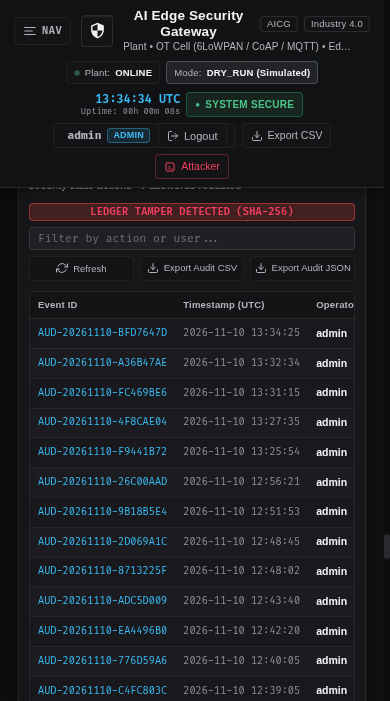 NAV
AI Edge Security
Gateway
Plant • OT Cell (6LoWPAN / CoAP / MQTT) • Ed…
AICG
Industry 4.0
Plant: ONLINE
Mode: DRY_RUN (Simulated)
13:34:34 UTC
Uptime: 00h 00m 08s
• SYSTEM SECURE
admin ADMIN
Logout
Export CSV
Attacker
LEDGER TAMPER DETECTED (SHA-256)
Filter by action or user...
Refresh
Export Audit CSV
Export Audit JSON
Event ID Timestamp (UTC) Operato
AUD-20261110-BFD7647D 2026-11-10 13:34:25 admin
AUD-20261110-A36B47AE 2026-11-10 13:32:34 admin
AUD-20261110-FC469BE6 2026-11-10 13:31:15 admin
AUD-20261110-4F8CAE04 2026-11-10 13:27:35 admin
AUD-20261110-F9441B72 2026-11-10 13:25:54 admin
AUD-20261110-26C00AAD 2026-11-10 12:56:21 admin
AUD-20261110-9B18B5E4 2026-11-10 12:51:53 admin
AUD-20261110-2D069A1C 2026-11-10 12:48:45 admin
AUD-20261110-8713225F 2026-11-10 12:48:02 admin
AUD-20261110-ADC5D009 2026-11-10 12:43:40 admin
AUD-20261110-EA4496B0 2026-11-10 12:42:20 admin
AUD-20261110-776D59A6 2026-11-10 12:40:05 admin
AUD-20261110-C4FC803C 2026-11-10 12:39:05 admin